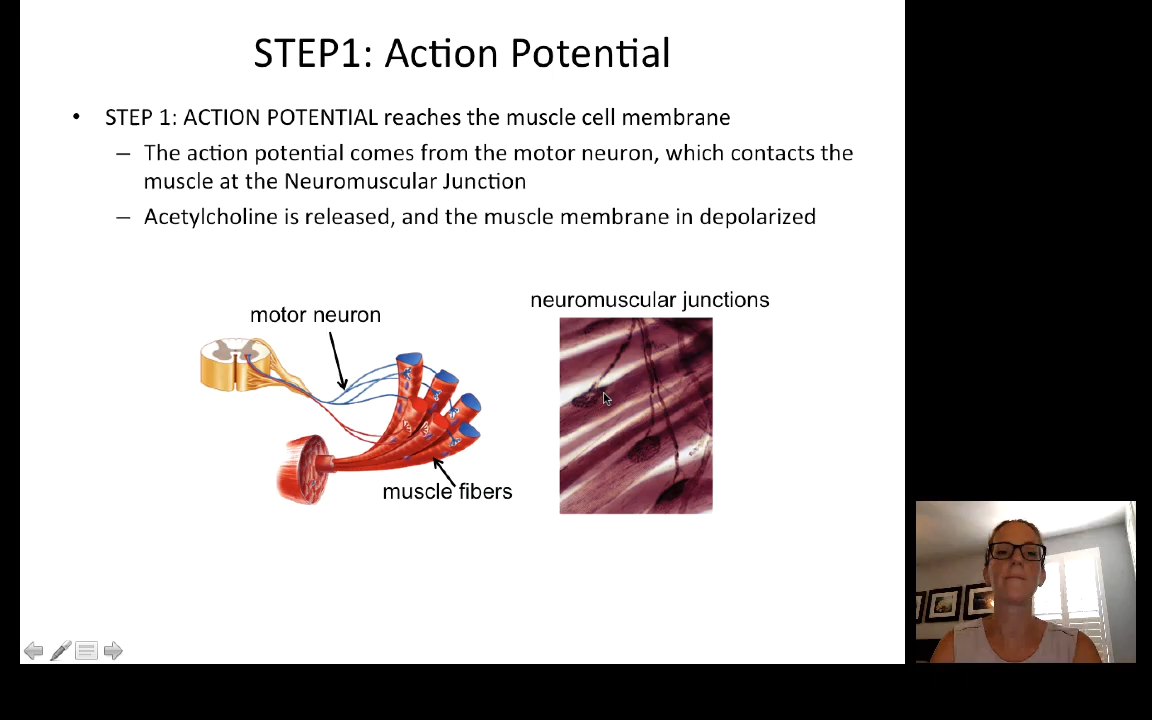 STEP1: Action Potential
• STEP 1: ACTION POTENTIAL reaches the muscle cell membrane
– The action potential comes from the motor neuron, which contacts the
muscle at the Neuromuscular Junction
– Acetylcholine is released, and the muscle membrane in depolarized
neuromuscular junctions
motor neuron
muscle fibers